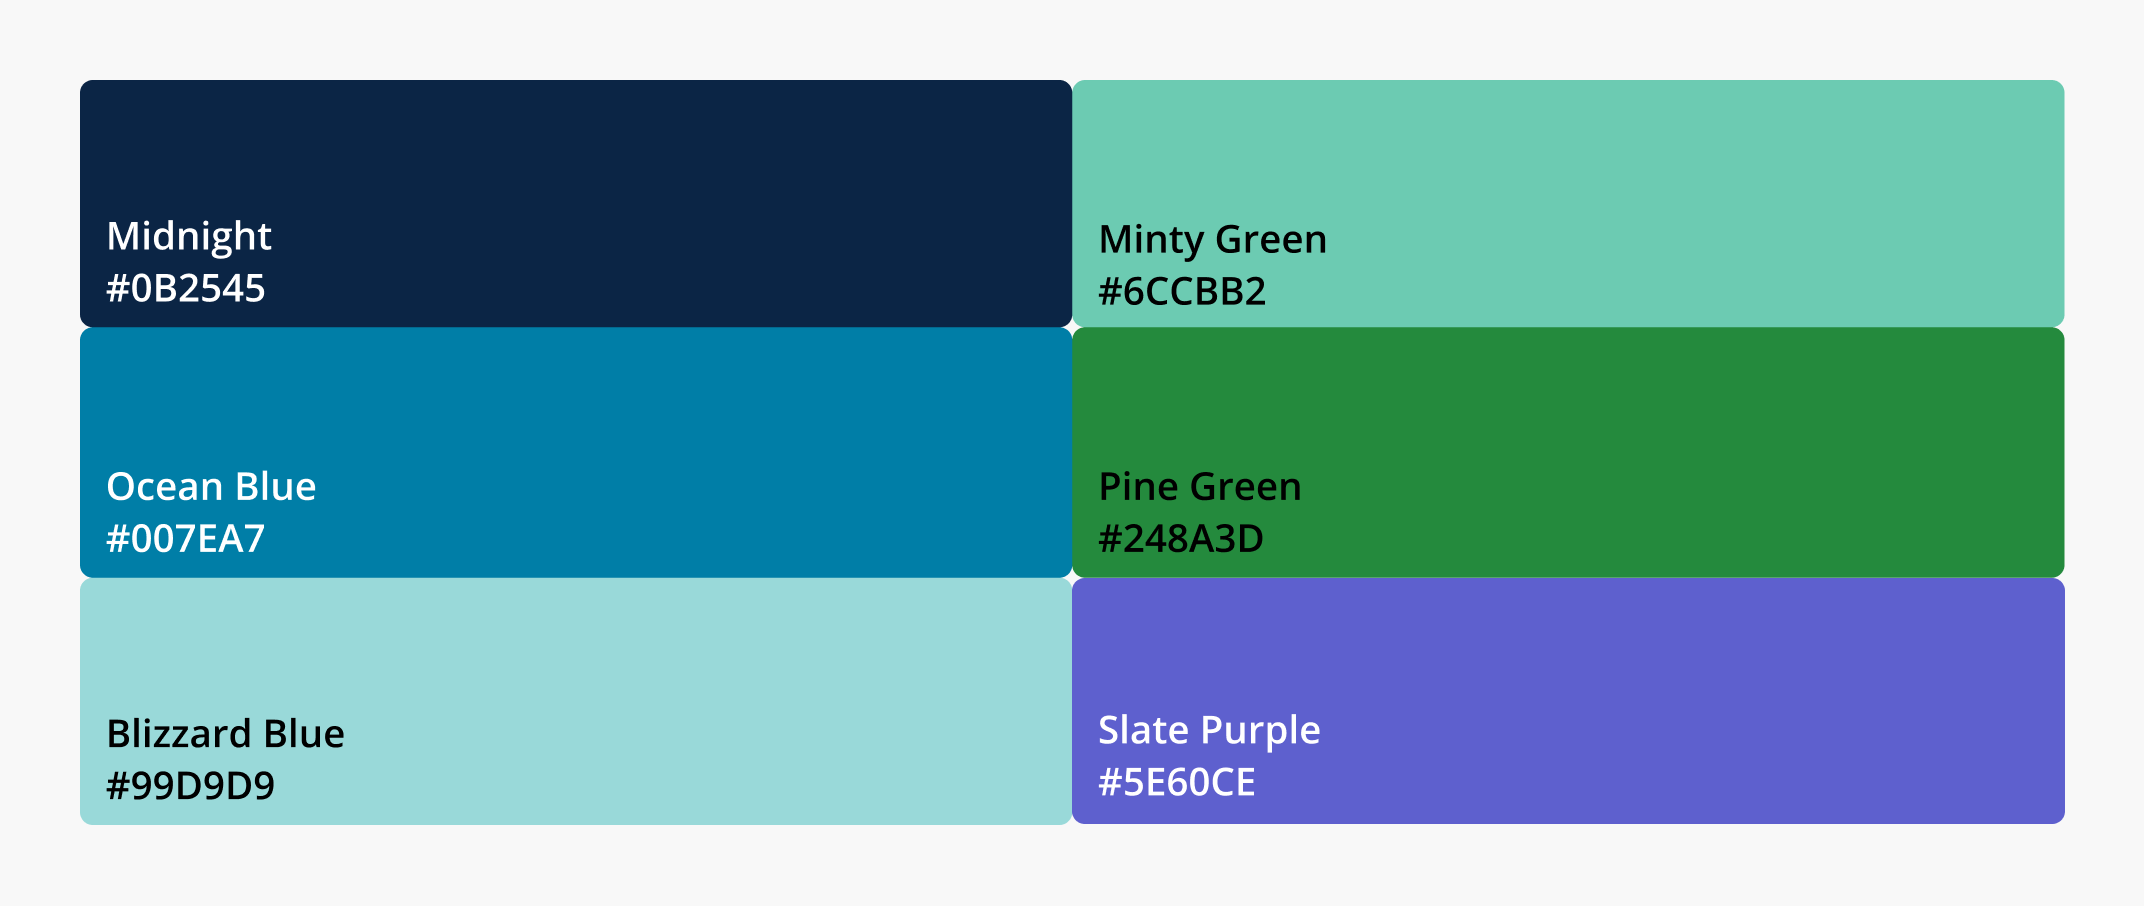 Midnight
#0B2545
Minty Green
#6CCBB2
Ocean Blue
#007EA7
Pine Green
#248A3D
Blizzard Blue
#99D9D9
Slate Purple
#5E60CE